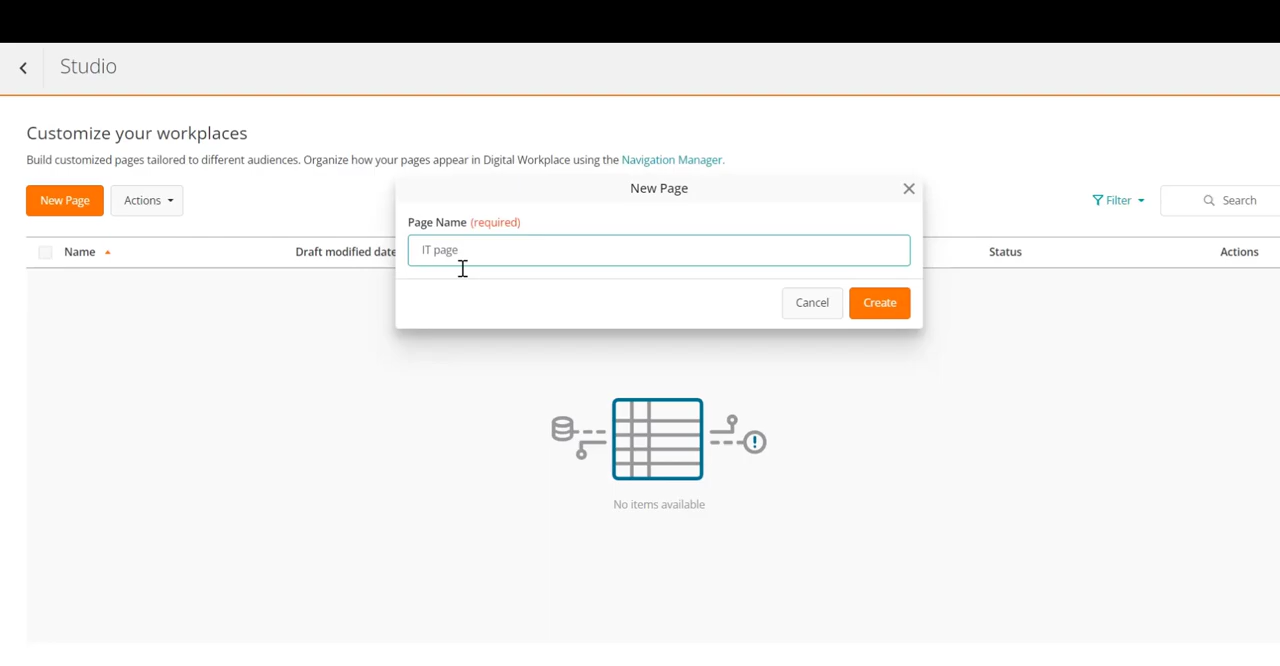 Studio
Customize your workplaces
Build customized pages tailored to different audiences. Organize how your pages appear in Digital Workplace using the Navigation Manager.
New Page
Actions
Filter
Search
New Page
Page Name (required)
IT page
Cancel
Create
Name
Draft modified date
Status
Actions
No items available